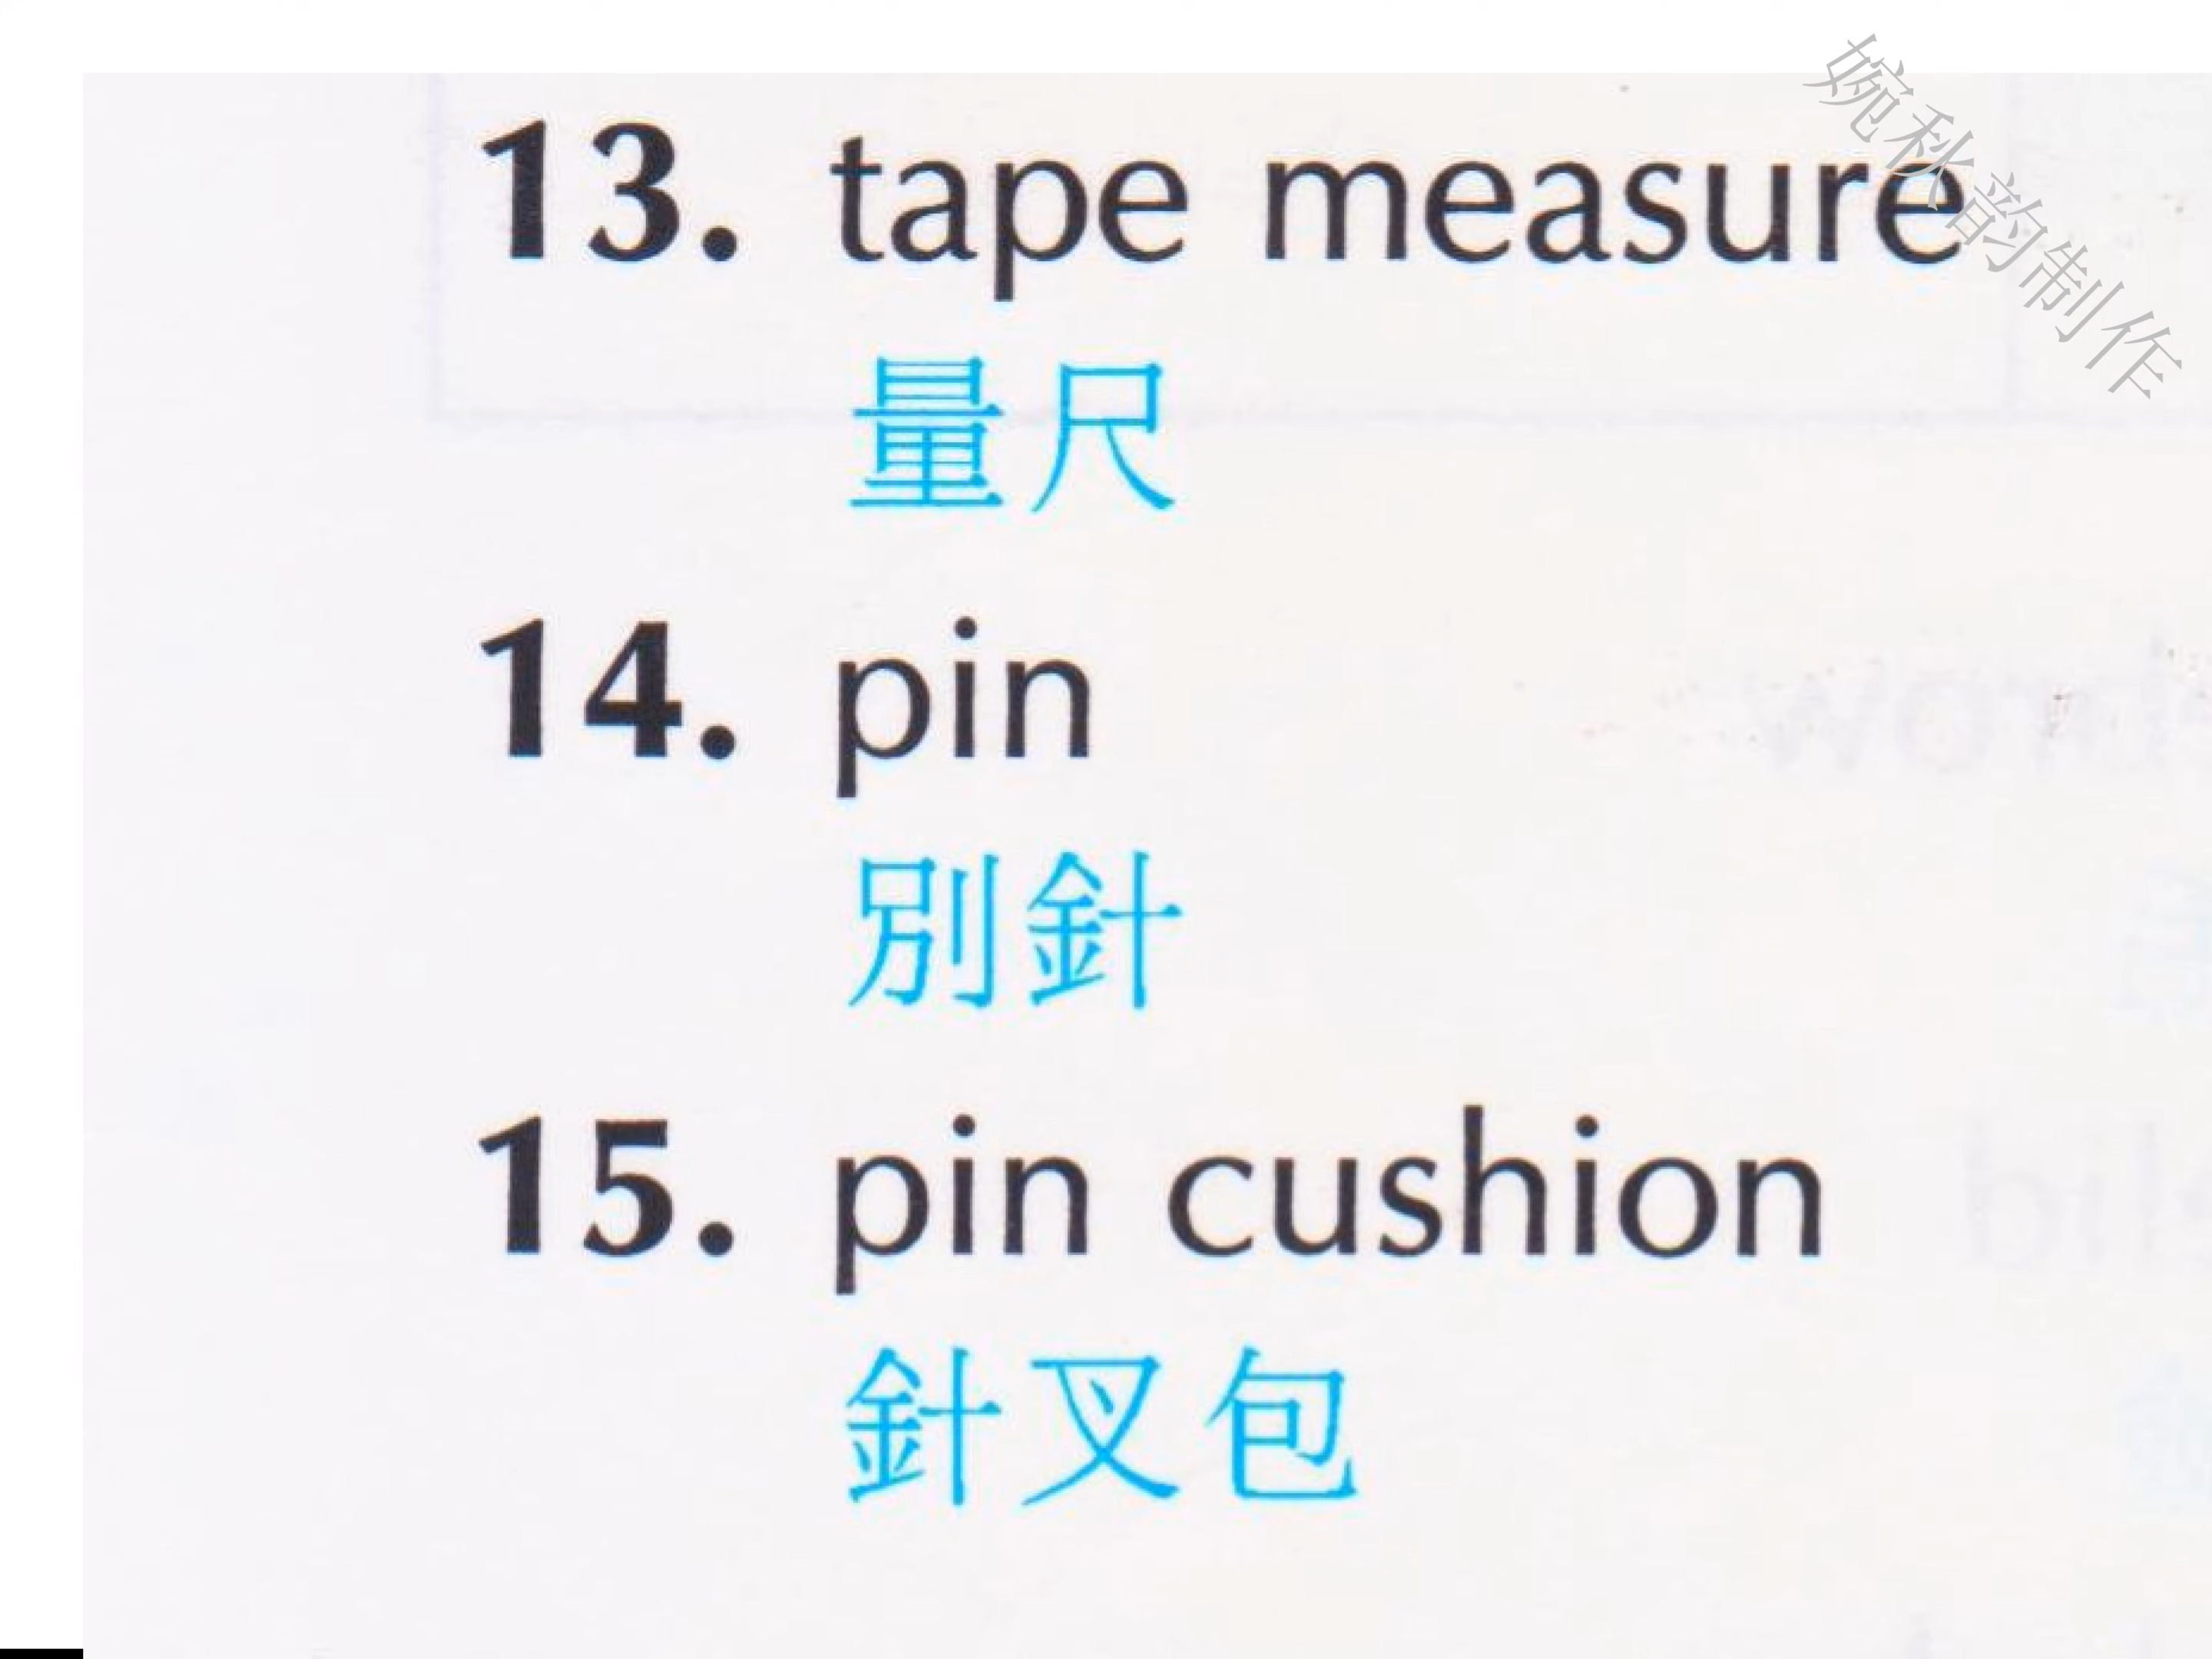 13. tape measure
量尺
14. pin
別針
15. pin cushion
針叉包
婉秋韵制作